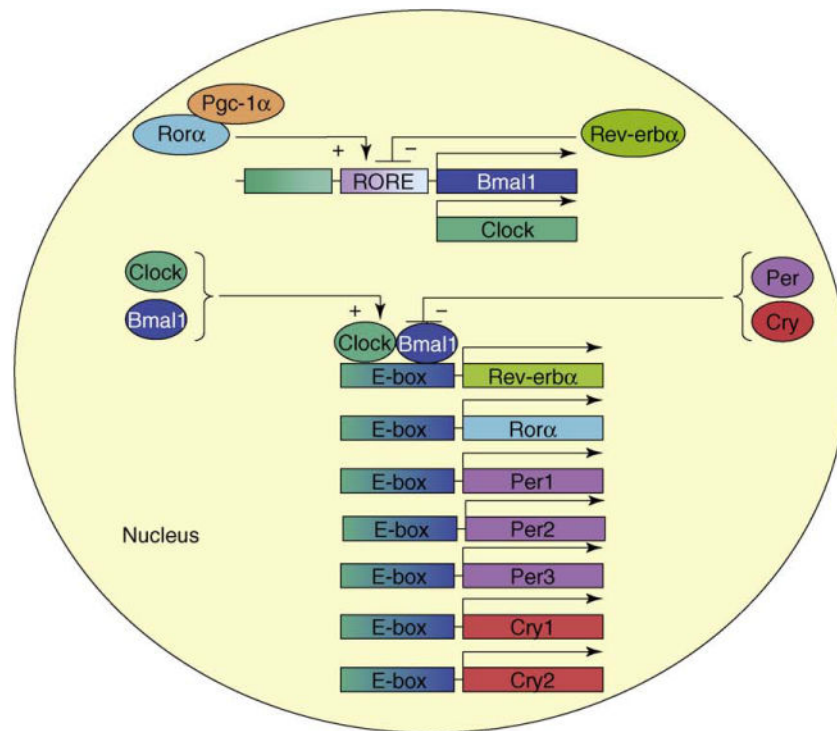 Pgc-1α
Rorα
Rev-erbα
+
−
RORE
Bmal1
Clock
Clock
Bmal1
Per
Cry
+
−
Clock
Bmal1
E-box
Rev-erbα
E-box
Rorα
E-box
Per1
Nucleus
E-box
Per2
E-box
Per3
E-box
Cry1
E-box
Cry2